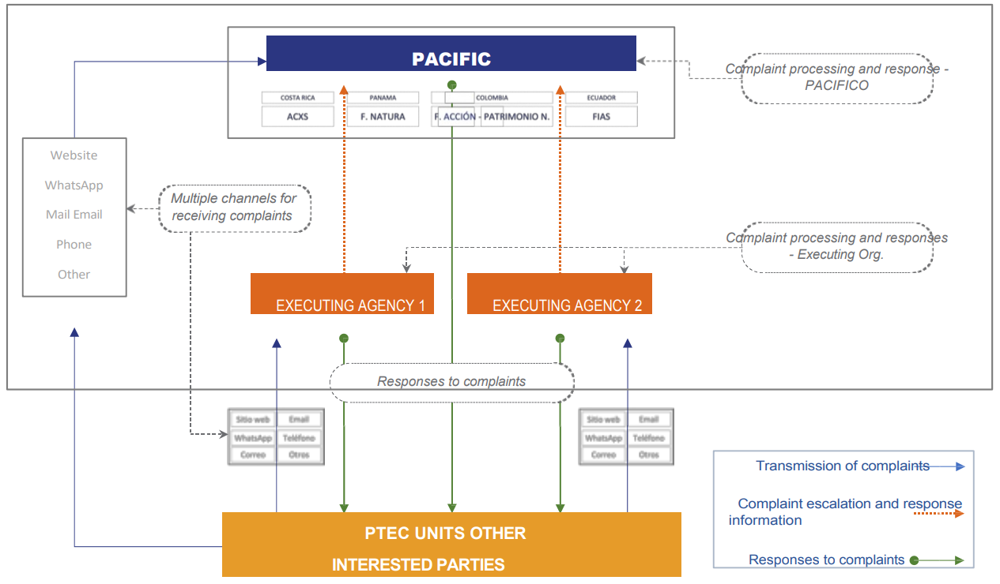 PACIFIC
Complaint processing and response -
PACIFICO
COSTA RICA
PANAMA
COLOMBIA
ECUADOR
ACXS
F. NATURA
F. ACCIÓN - PATRIMONIO N.
FIAS
Website
WhatsApp
Mail Email
Phone
Other
Multiple channels for
receiving complaints
Complaint processing and responses
- Executing Org.
EXECUTING AGENCY 1
EXECUTING AGENCY 2
Responses to complaints
Sitio web
Email
WhatsApp
Teléfono
Correo
Otros
Sitio web
Email
WhatsApp
Teléfono
Correo
Otros
Transmission of complaints
Complaint escalation and response
information
Responses to complaints
PTEC UNITS OTHER
INTERESTED PARTIES